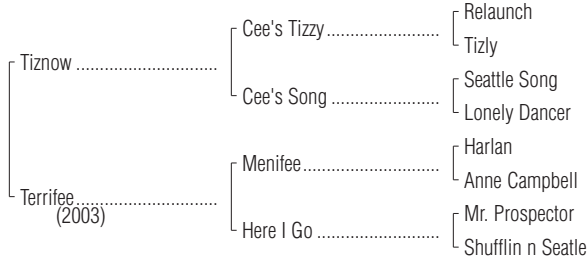 Relaunch
Cee's Tizzy
Tizly
Tiznow
Seattle Song
Cee's Song
Lonely Dancer
Harlan
Menifee
Anne Campbell
Terrifee
(2003)
Mr. Prospector
Here I Go
Shufflin n Seatle